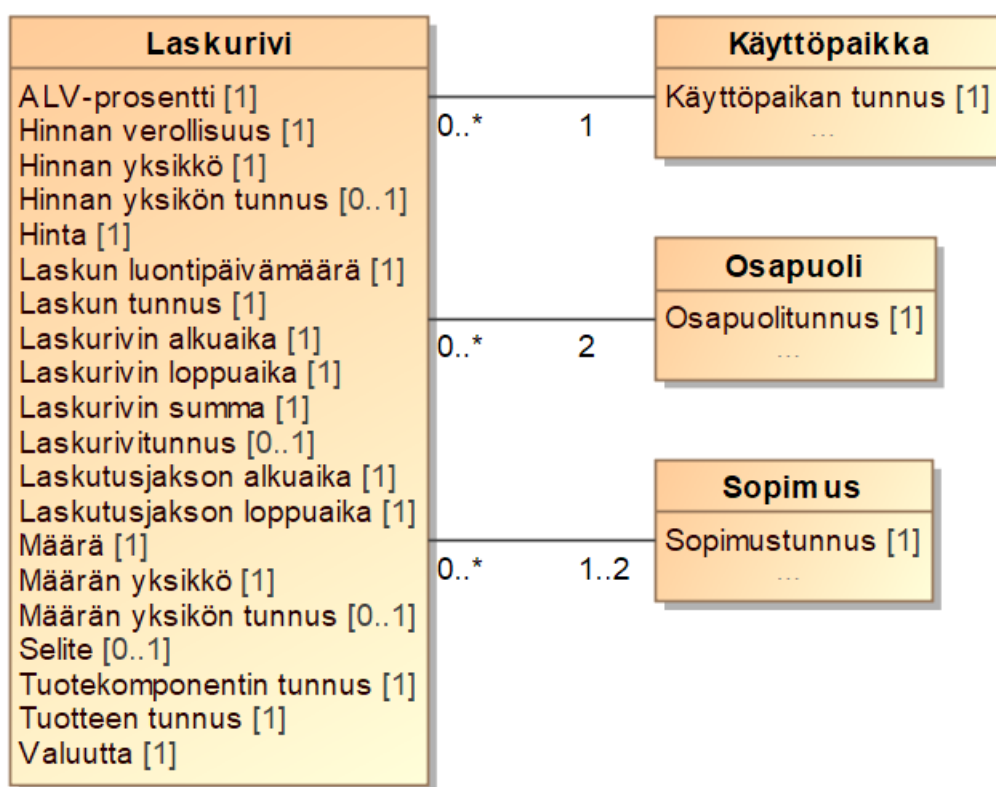 Laskurivi
ALV-prosentti [1]
Hinnan verollisuus [1]
Hinnan yksikkö [1]
Hinnan yksikön tunnus [0..1]
Hinta [1]
Laskun luontipäivämäärä [1]
Laskun tunnus [1]
Laskurivin alkuaika [1]
Laskurivin loppuaika [1]
Laskurivin summa [1]
Laskurivitunnus [0..1]
Laskutusjakson alkuaika [1]
Laskutusjakson loppuaika [1]
Määrä [1]
Määrän yksikkö [1]
Määrän yksikön tunnus [0..1]
Selite [0..1]
Tuotekomponentin tunnus [1]
Tuotteen tunnus [1]
Valuutta [1]
0..* 1
Käyttöpaikka
Käyttöpaikan tunnus [1]
...
0..* 2
Osapuoli
Osapuolitunnus [1]
...
0..* 1..2
Sopimus
Sopimustunnus [1]
...